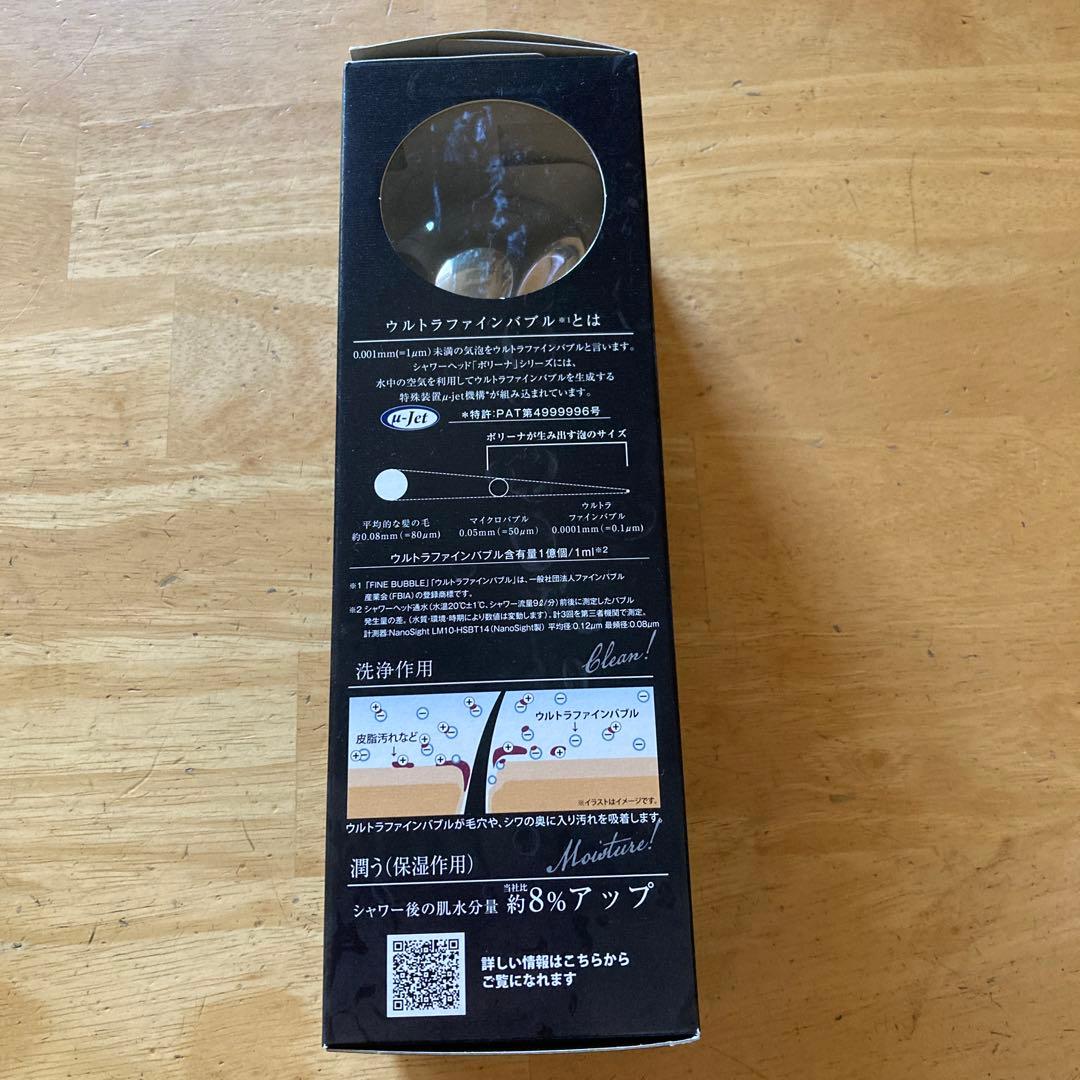 ウルトラファインバブル※1とは
0.001mm(=1μm)未満の気泡をウルトラファインバブルと言います。
シャワーヘッド「ボリーナ」シリーズには、
水中の空気を利用してウルトラファインバブルを生成する
特殊装置μ-jet機構*が組み込まれています。
μ-Jet
*特許:PAT第4999996号
ボリーナが生み出す泡のサイズ
平均的な髪の毛
約0.08mm(=80μm)
マイクロバブル
0.05mm(=50μm)
ウルトラ
ファインバブル
0.0001mm(=0.1μm)
ウルトラファインバブル含有量1億個/1ml※2
※1 「FINE BUBBLE」「ウルトラファインバブル」は、一般社団法人ファインバブル
産業会(FBIA)の登録商標です。
※2 シャワーヘッド通水(水温20℃±1℃、シャワー流量9ℓ/分)前後に測定したバブル
発生量の差。(水質・環境・時期により数値は変動します)。計3回を第三者機関で測定。
計測器:NanoSight LM10-HSBT14(NanoSight製) 平均径:0.12μm 最頻径:0.08μm
洗浄作用
Clean!
皮脂汚れなど
ウルトラファインバブル
※イラストはイメージです。
ウルトラファインバブルが毛穴や、シワの奥に入り汚れを吸着します。
潤う(保湿作用)
Moisture!
シャワー後の肌水分量 当社比 約8%アップ
詳しい情報はこちらから
ご覧になれます